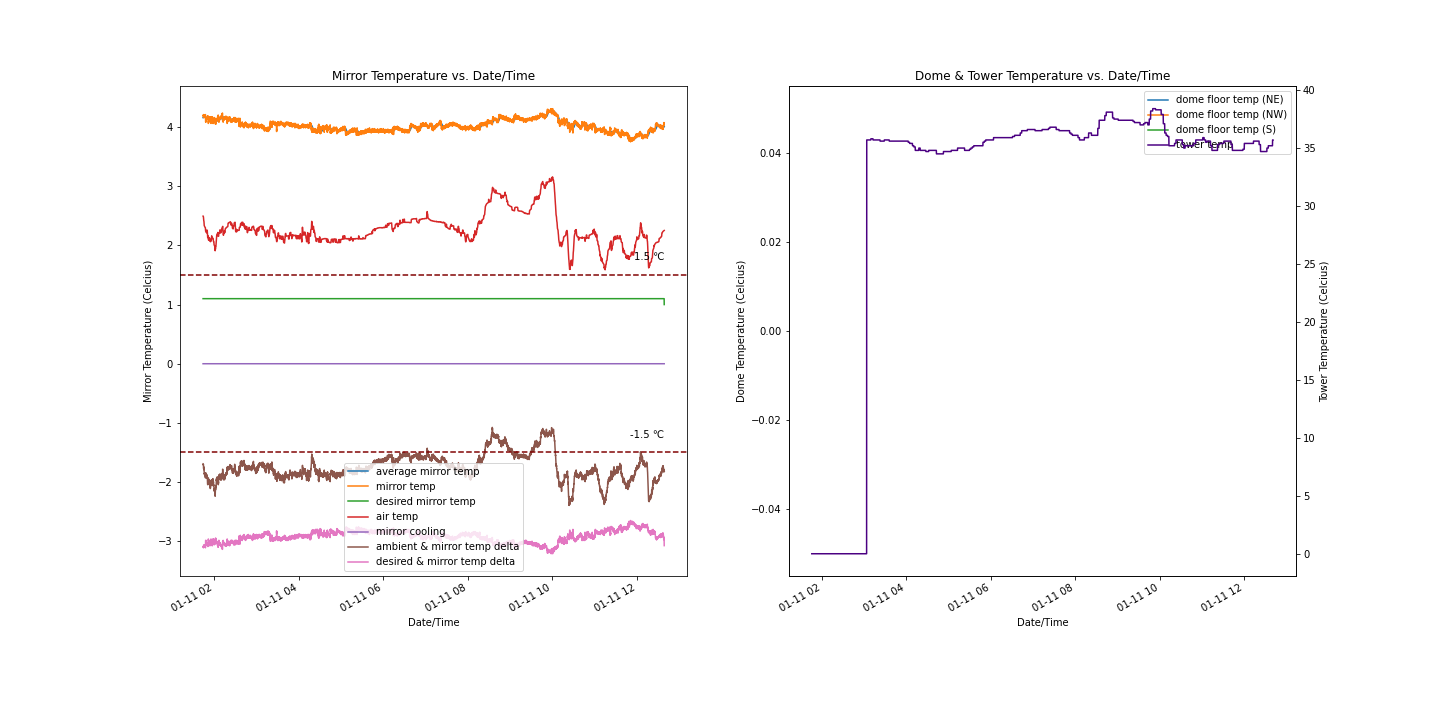 Mirror Temperature vs. Date/Time
Mirror Temperature (Celcius)
4
3
2
1
0
−1
−2
−3
1.5 °C
-1.5 °C
average mirror temp
mirror temp
desired mirror temp
air temp
mirror cooling
ambient & mirror temp delta
desired & mirror temp delta
01-11 02
01-11 04
01-11 06
01-11 08
01-11 10
01-11 12
Date/Time
Dome & Tower Temperature vs. Date/Time
Dome Temperature (Celcius)
0.04
0.02
0.00
−0.02
−0.04
dome floor temp (NE)
dome floor temp (NW)
dome floor temp (S)
tower temp
40
35
30
25
20
15
10
5
0
Tower Temperature (Celcius)
01-11 02
01-11 04
01-11 06
01-11 08
01-11 10
01-11 12
Date/Time